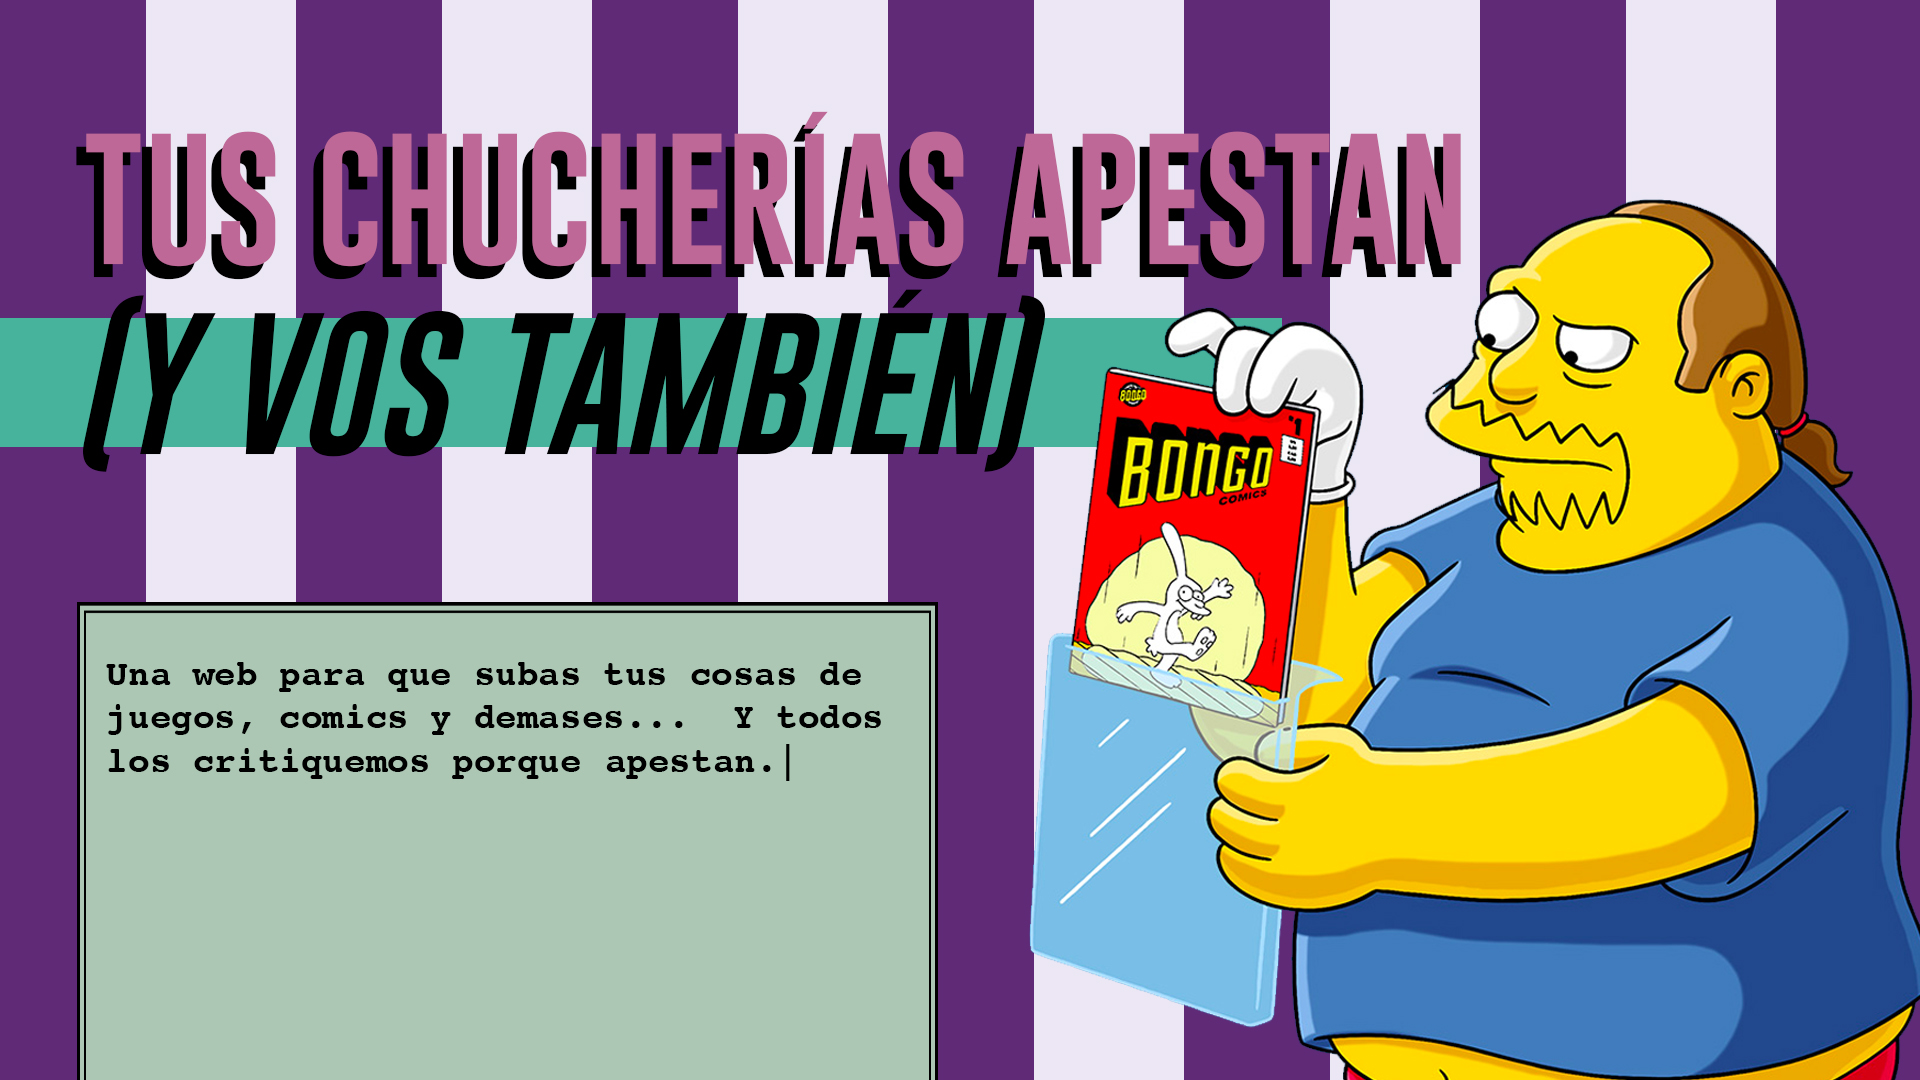 TUS CHUCHERÍAS APESTAN
(Y VOS TAMBIÉN)
BONGO
#1
BONGO
COMICS
Una web para que subas tus cosas de
juegos, comics y demases...  Y todos
los critiquemos porque apestan.